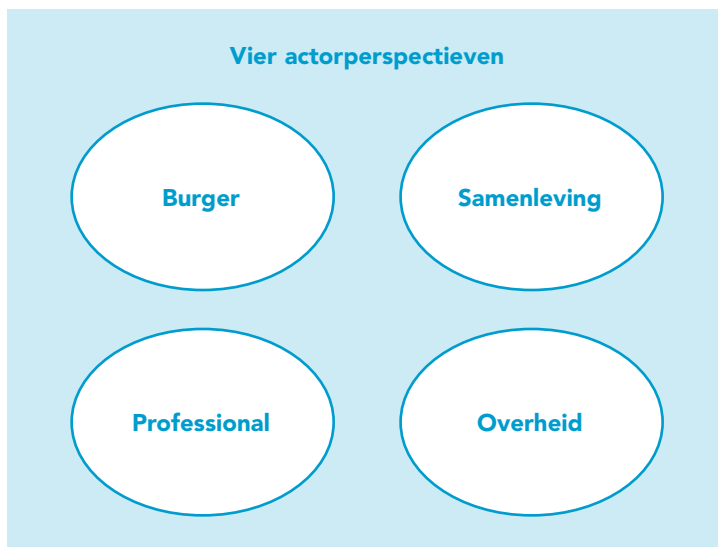 Vier actorperspectieven
Burger
Samenleving
Professional
Overheid